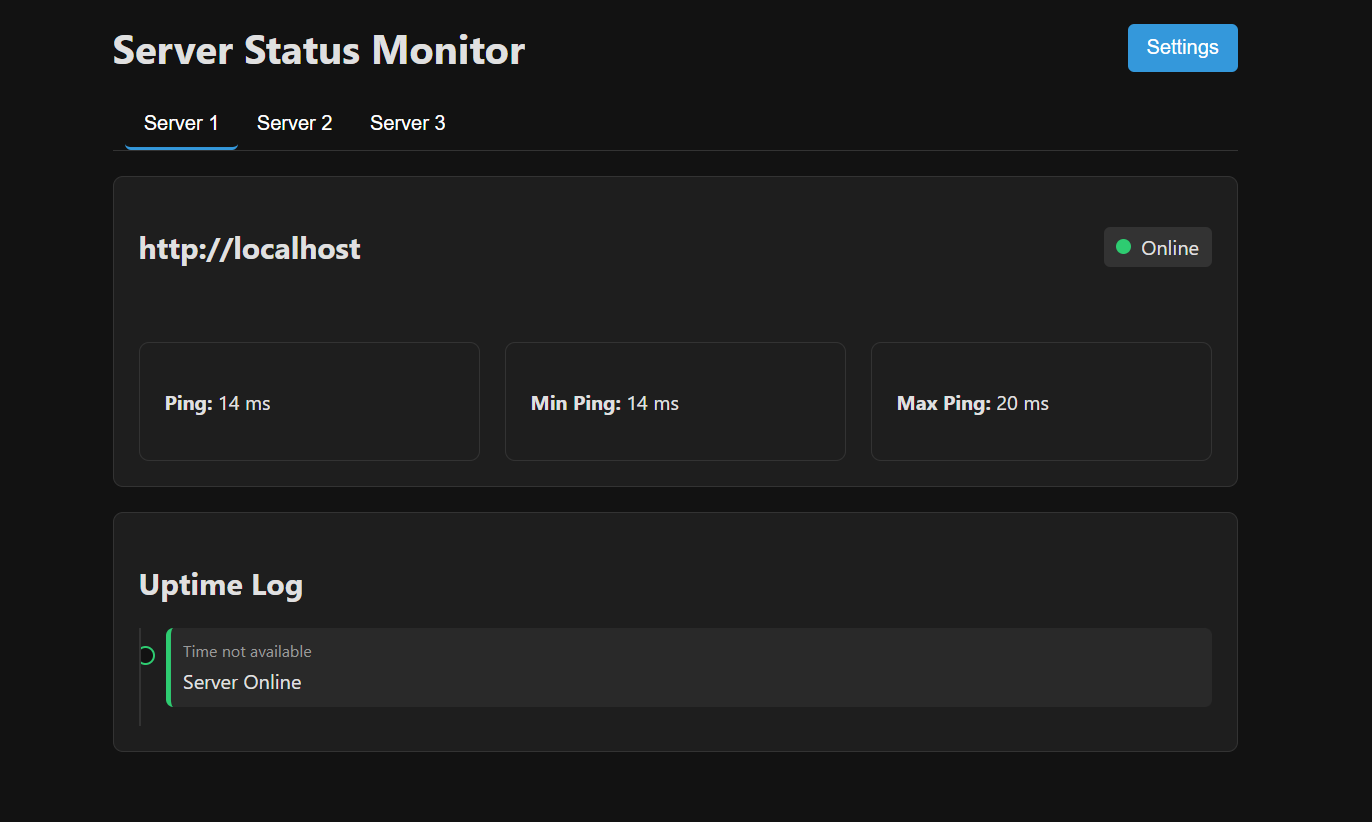 Server Status Monitor
Settings
Server 1 Server 2 Server 3
http://localhost
Online
Ping: 14 ms
Min Ping: 14 ms
Max Ping: 20 ms
Uptime Log
Time not available
Server Online